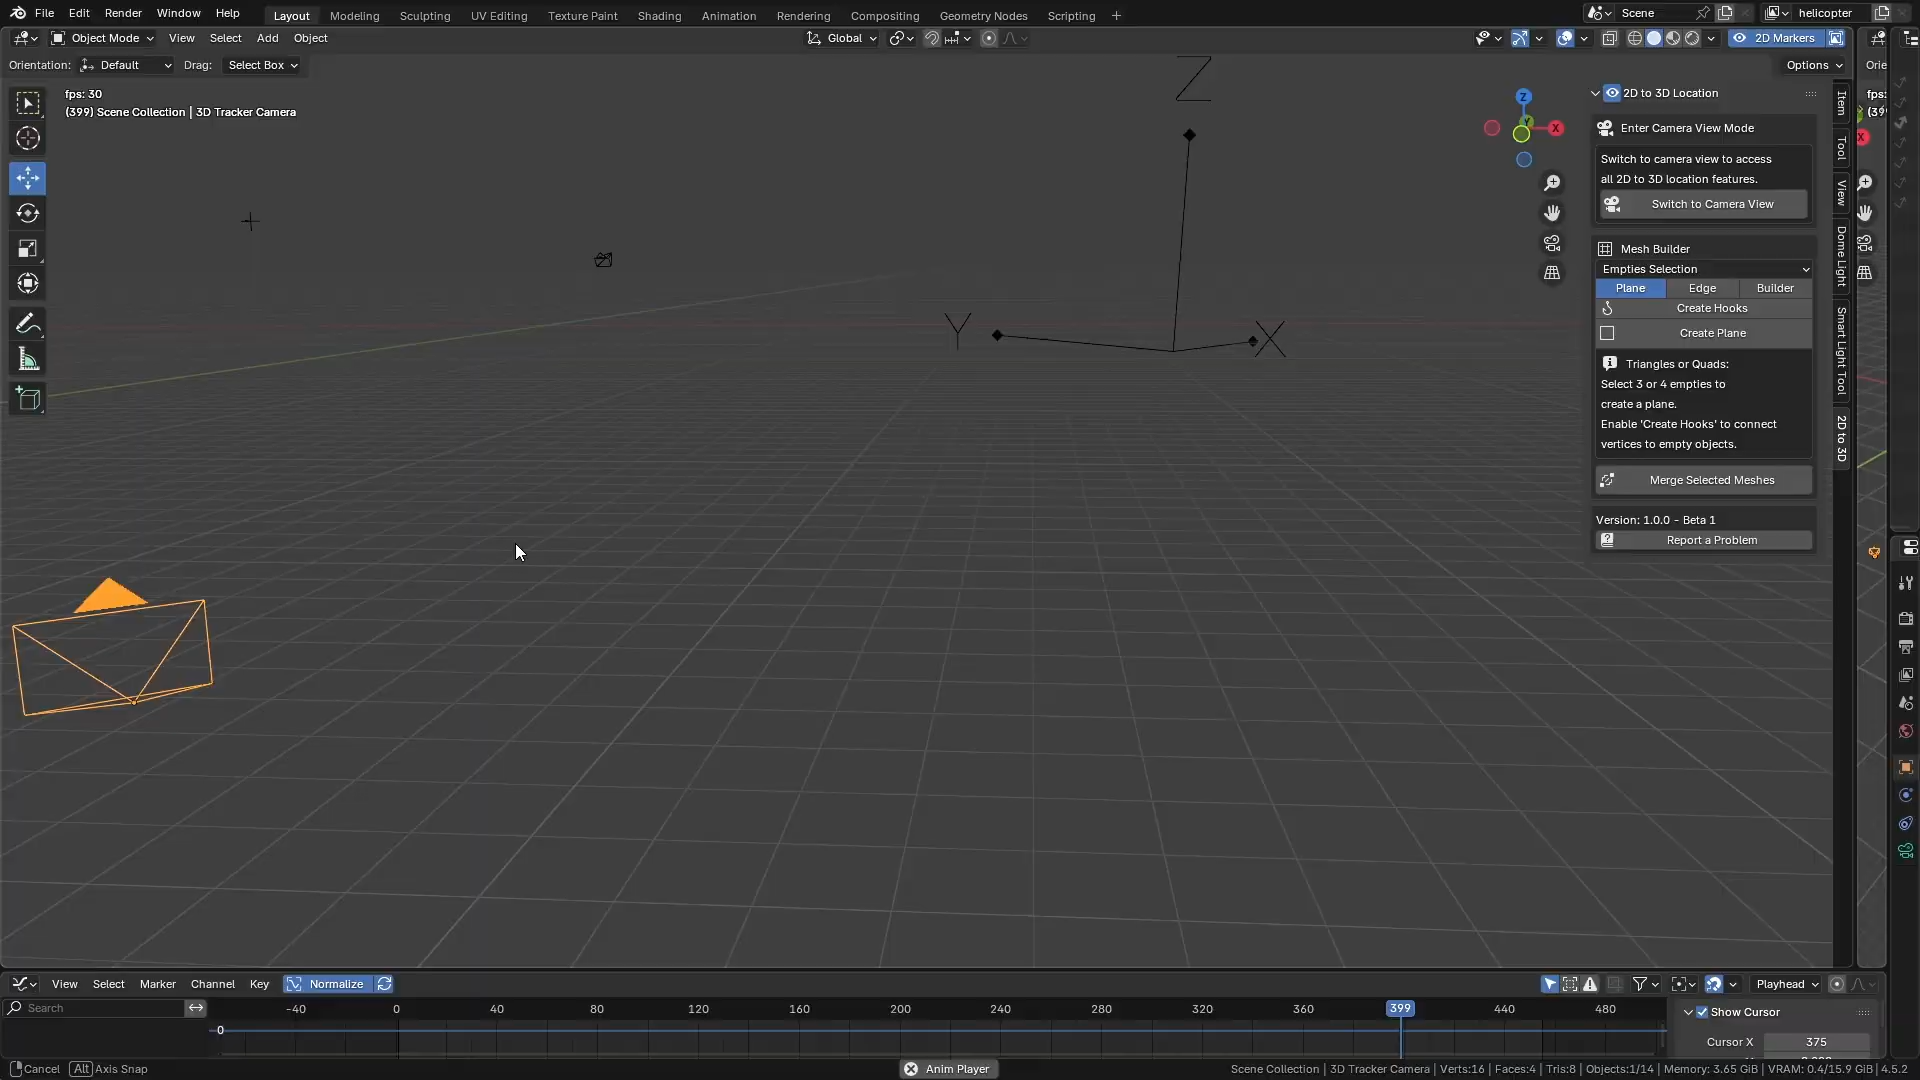 File Edit Render Window Help Layout Modeling Sculpting UV Editing Texture Paint Shading Animation Rendering Compositing Geometry Nodes Scripting + Scene helicopter
Object Mode View Select Add Object Global 2D Markers
Orientation: Default Drag: Select Box Options Orie
fps: 30
(399) Scene Collection | 3D Tracker Camera
Z
Y
X
Z
X
Y
2D to 3D Location
Enter Camera View Mode
Switch to camera view to access
all 2D to 3D location features.
Switch to Camera View
Mesh Builder
Empties Selection
Plane Edge Builder
Create Hooks
Create Plane
Triangles or Quads:
Select 3 or 4 empties to
create a plane.
Enable 'Create Hooks' to connect
vertices to empty objects.
Merge Selected Meshes
Version: 1.0.0 - Beta 1
Report a Problem
Item
Tool
View
Dome Light
Smart Light Tool
2D to 3D
fps:
(39
X
View Select Marker Channel Key Normalize Playhead
Search -40 0 40 80 120 160 200 240 280 320 360 399 440 480
0
Show Cursor
Cursor X 375
Cancel Alt Axis Snap Anim Player Scene Collection | 3D Tracker Camera | Verts:16 | Faces:4 | Tris:8 | Objects:1/14 | Memory: 3.65 GiB | VRAM: 0.4/15.9 GiB | 4.5.2